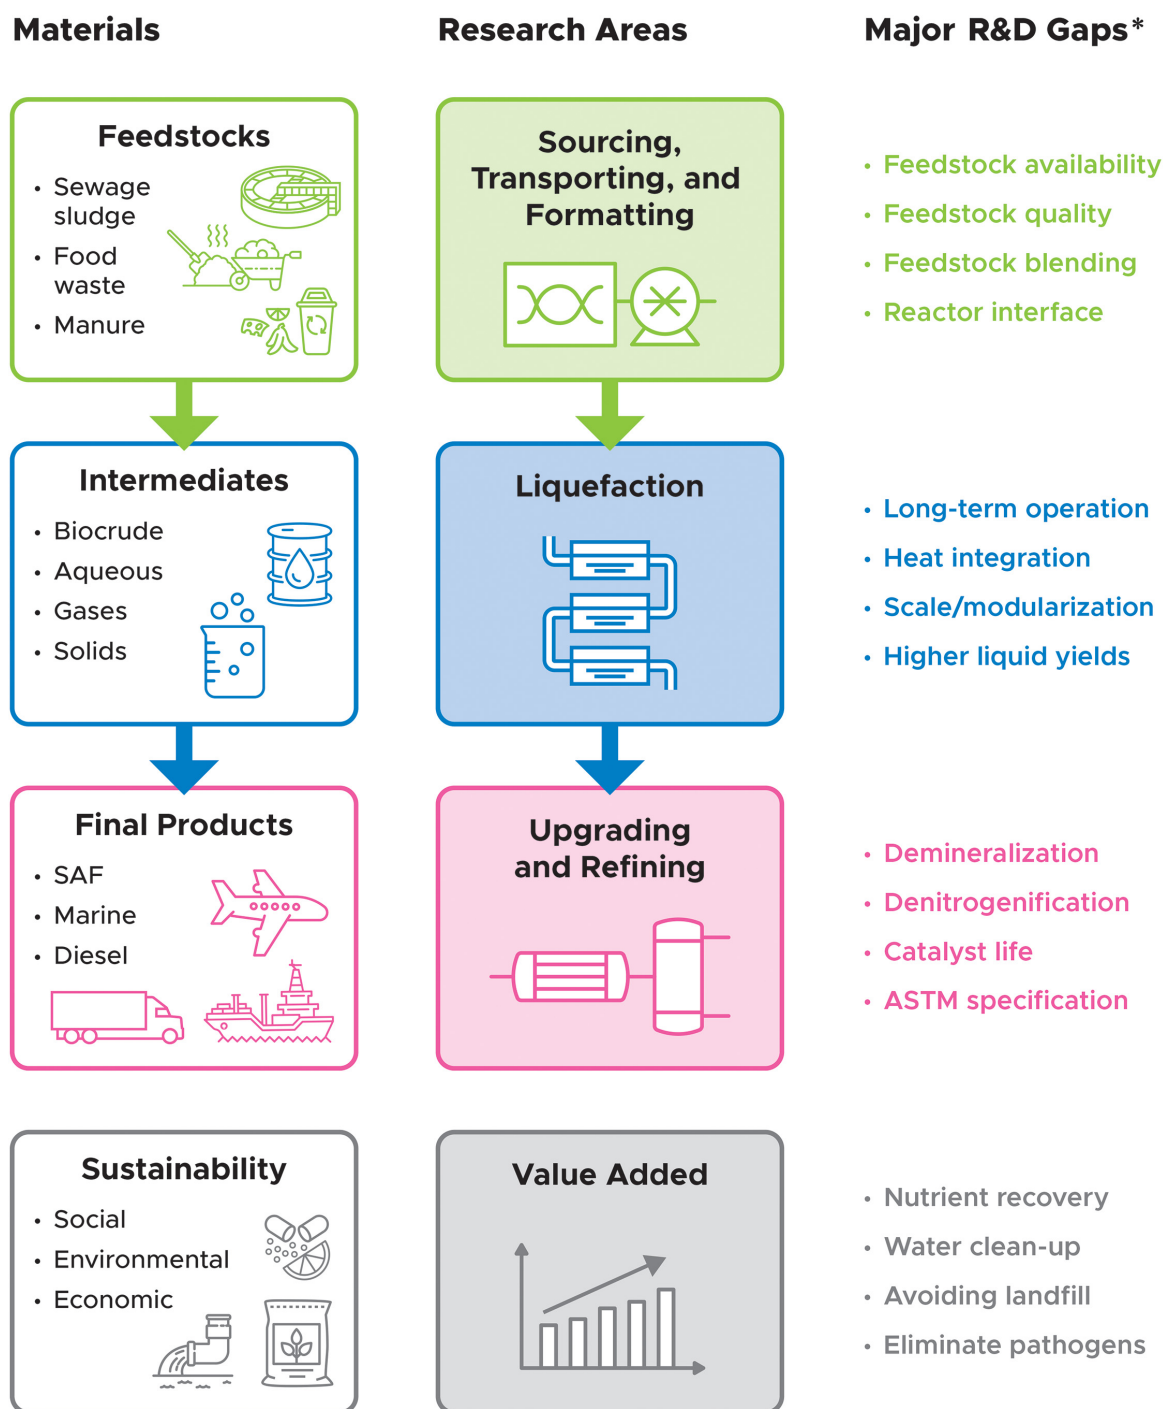 Materials
Research Areas
Major R&D Gaps*
Feedstocks
• Sewage
sludge
• Food
waste
• Manure
Sourcing,
Transporting, and
Formatting
• Feedstock availability
• Feedstock quality
• Feedstock blending
• Reactor interface
Intermediates
• Biocrude
• Aqueous
• Gases
• Solids
Liquefaction
• Long-term operation
• Heat integration
• Scale/modularization
• Higher liquid yields
Final Products
• SAF
• Marine
• Diesel
Upgrading
and Refining
• Demineralization
• Denitrogenification
• Catalyst life
• ASTM specification
Sustainability
• Social
• Environmental
• Economic
Value Added
• Nutrient recovery
• Water clean-up
• Avoiding landfill
• Eliminate pathogens